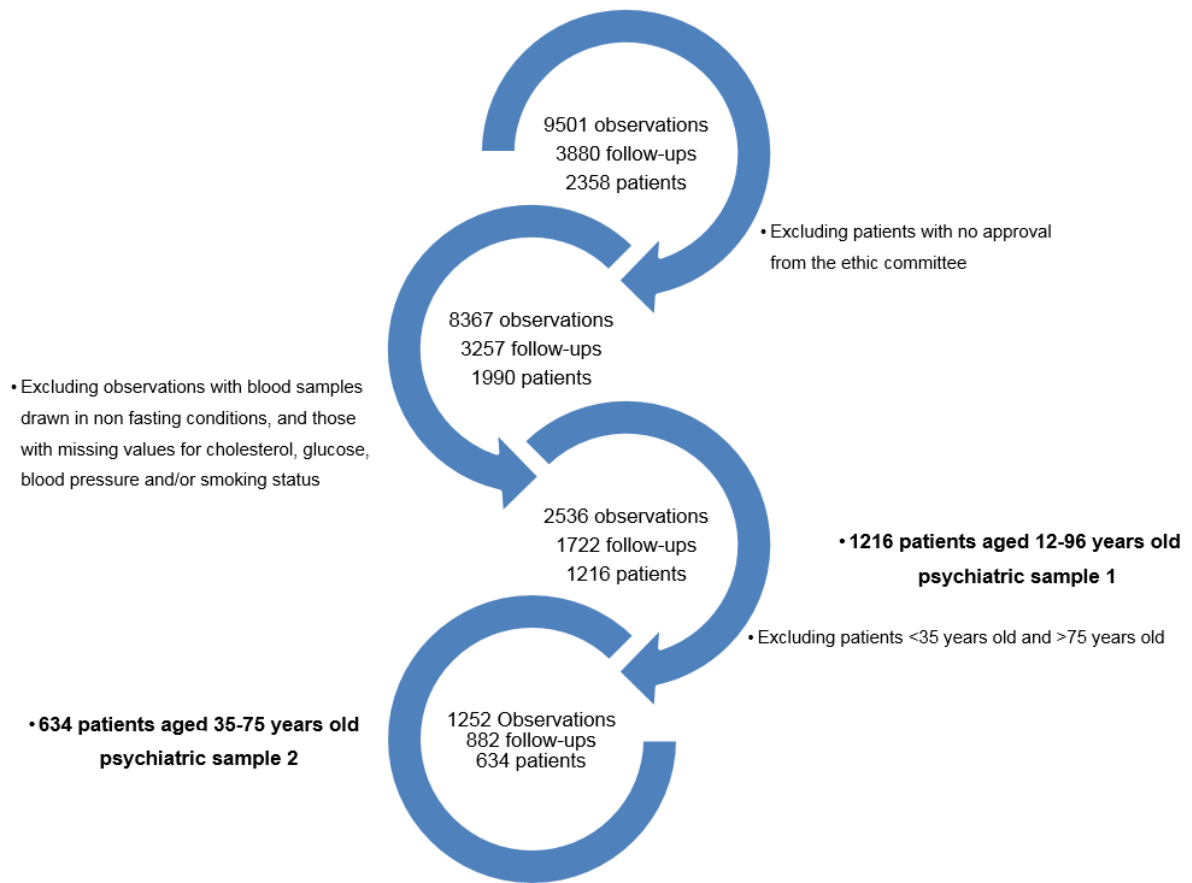 9501 observations
3880 follow-ups
2358 patients
• Excluding patients with no approval
from the ethic committee
8367 observations
3257 follow-ups
1990 patients
• Excluding observations with blood samples
drawn in non fasting conditions, and those
with missing values for cholesterol, glucose,
blood pressure and/or smoking status
2536 observations
1722 follow-ups
1216 patients
• 1216 patients aged 12-96 years old
psychiatric sample 1
• Excluding patients <35 years old and >75 years old
1252 Observations
882 follow-ups
634 patients
• 634 patients aged 35-75 years old
psychiatric sample 2